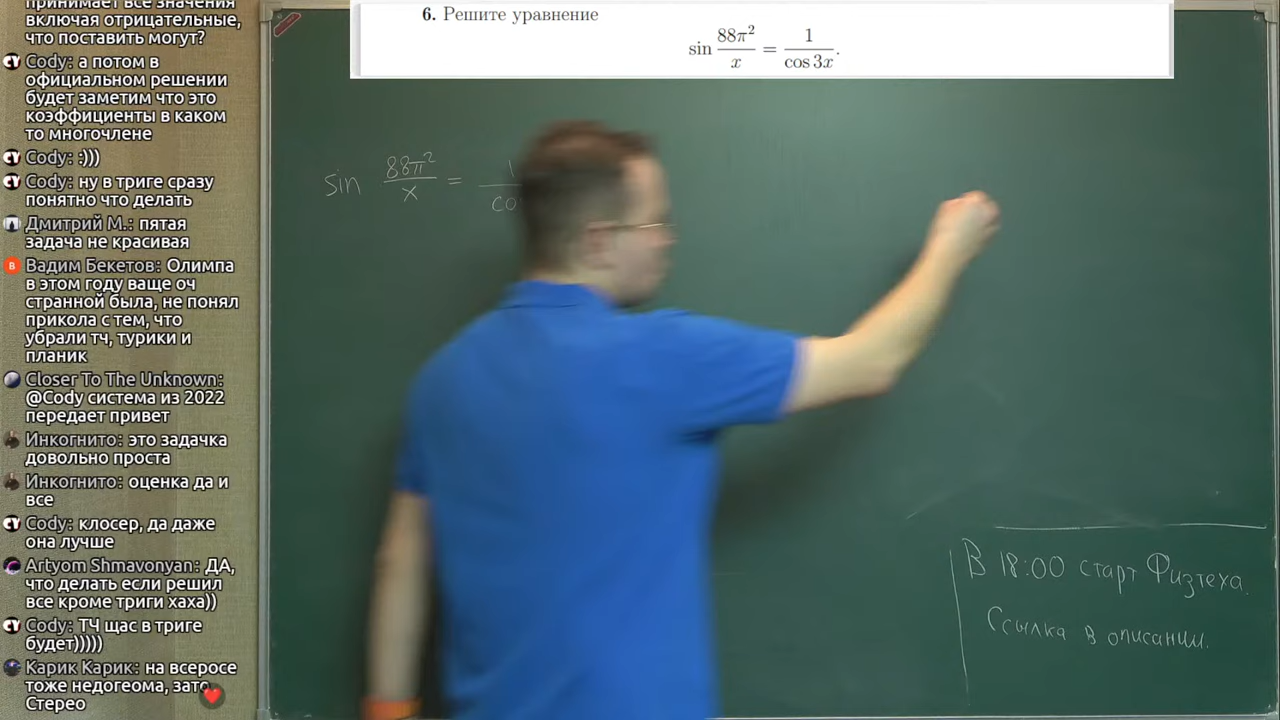 принимает все значения
включая отрицательные,
что поставить могут?
Cody: а потом в
официальном решении
будет заметим что это
коэффициенты в каком
то многочлене
Cody: :)))
Cody: ну в триге сразу
понятно что делать
Дмитрий М.: пятая
задача не красивая
Вадим Бекетов: Олимпа
в этом году ваще оч
странной была, не понял
прикола с тем, что
убрали тч, турики и
планик
Closer To The Unknown:
@Cody система из 2022
передает привет
Инкогнито: это задачка
довольно проста
Инкогнито: оценка да и
все
Cody: клосер, да даже
она лучше
Artyom Shmavonyan: ДА,
что делать если решил
все кроме триги хаха))
Cody: ТЧ щас в триге
будет)))))
Карик Карик: на всеросе
тоже недогеома, зато
Стерео
6. Решите уравнение
sin 88π²/x = 1/cos 3x.
sin 88π²/x = 1/co
В 18:00 старт Физтеха.
Ссылка в описании.